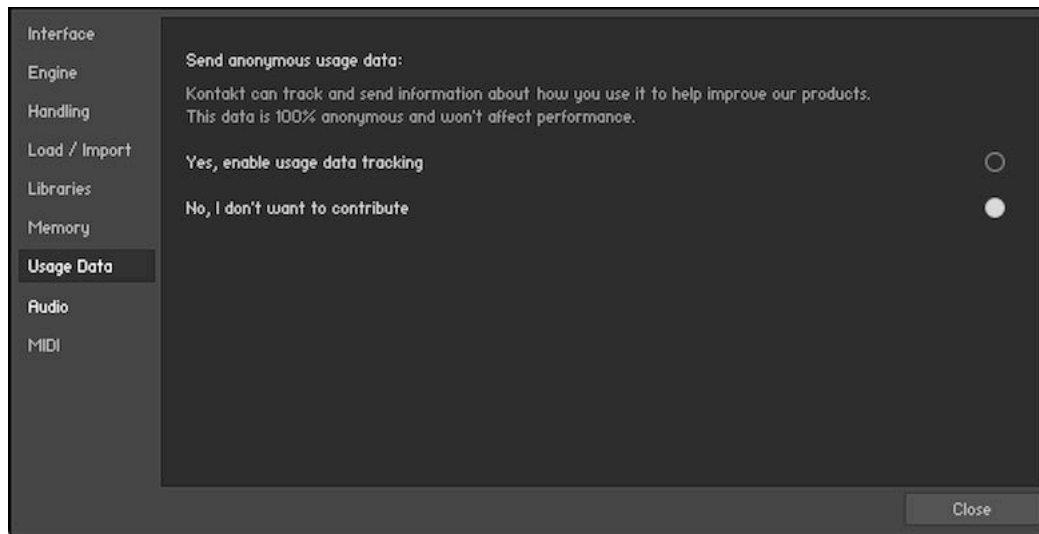 Interface
Engine
Handling
Load / Import
Libraries
Memory
Usage Data
Audio
MIDI
Send anonymous usage data:
Kontakt can track and send information about how you use it to help improve our products.
This data is 100% anonymous and won't affect performance.
Yes, enable usage data tracking
No, I don't want to contribute
Close